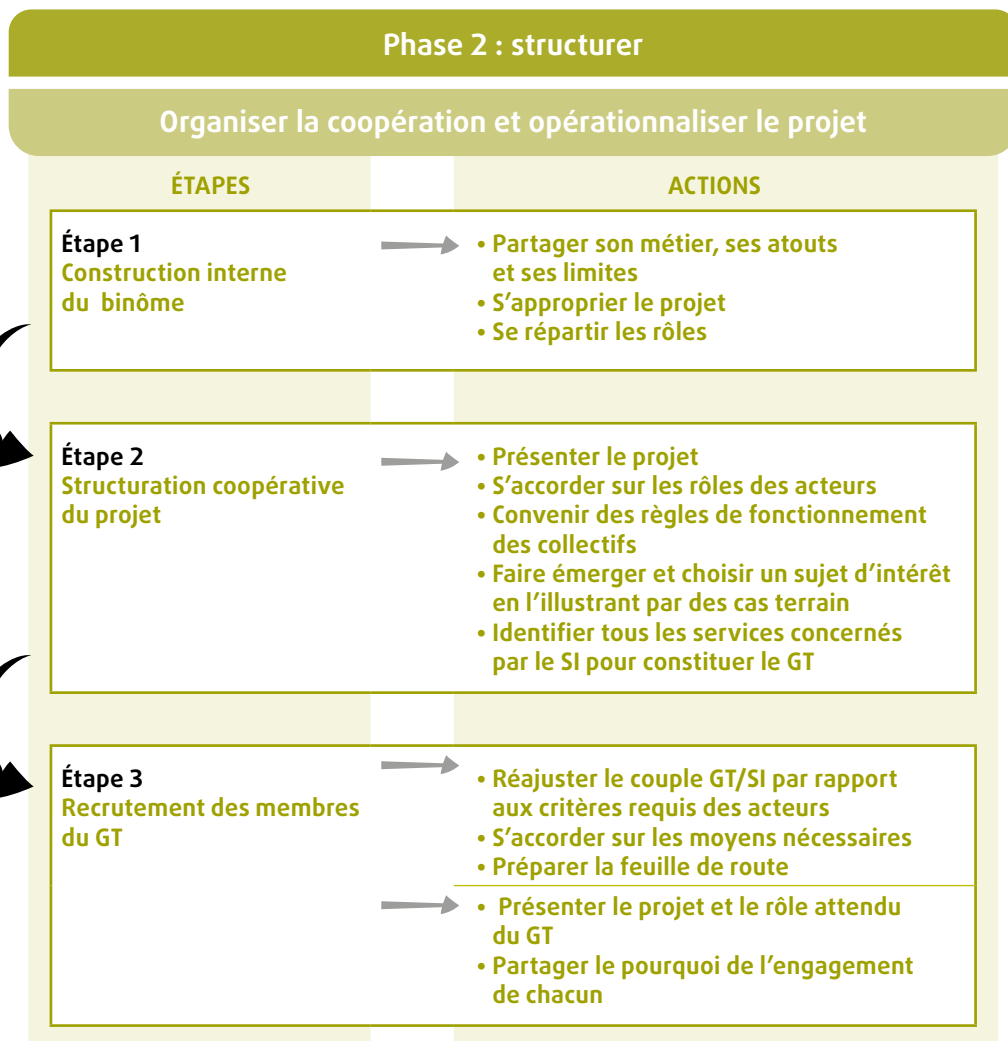 Phase 2 : structurer
Organiser la coopération et opérationnaliser le projet
ÉTAPES
ACTIONS
Étape 1
Construction interne
du binôme
• Partager son métier, ses atouts
et ses limites
• S'approprier le projet
• Se répartir les rôles
Étape 2
Structuration coopérative
du projet
• Présenter le projet
• S'accorder sur les rôles des acteurs
• Convenir des règles de fonctionnement
des collectifs
• Faire émerger et choisir un sujet d'intérêt
en l'illustrant par des cas terrain
• Identifier tous les services concernés
par le SI pour constituer le GT
Étape 3
Recrutement des membres
du GT
• Réajuster le couple GT/SI par rapport
aux critères requis des acteurs
• S'accorder sur les moyens nécessaires
• Préparer la feuille de route
• Présenter le projet et le rôle attendu
du GT
• Partager le pourquoi de l'engagement
de chacun